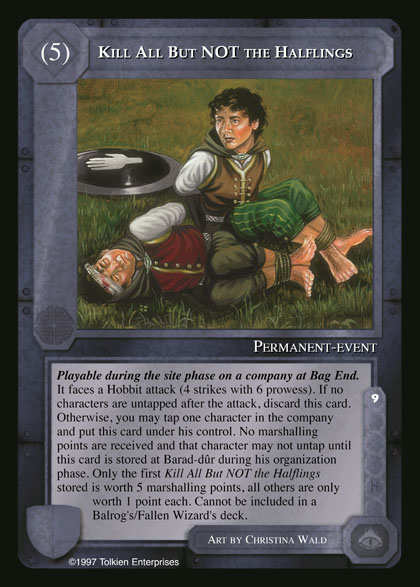 (5)
Kill All But NOT the Halflings
Permanent-event
Playable during the site phase on a company at Bag End.
It faces a Hobbit attack (4 strikes with 6 prowess). If no
characters are untapped after the attack, discard this card.
Otherwise, you may tap one character in the company
and put this card under his control. No marshalling
points are received and that character may not untap until
this card is stored at Barad-dûr during his organization
phase. Only the first Kill All But NOT the Halflings
stored is worth 5 marshalling points, all others are only
worth 1 point each. Cannot be included in a
Balrog's/Fallen Wizard's deck.
9
Art by Christina Wald
©1997 Tolkien Enterprises